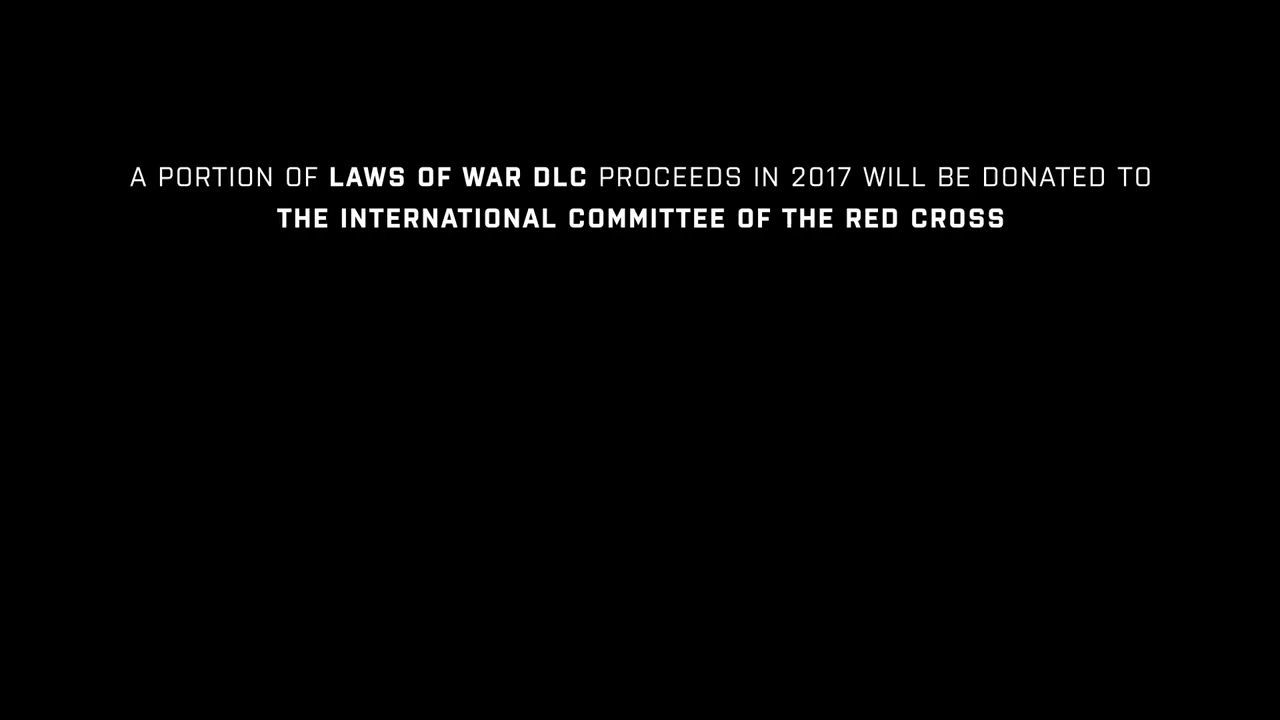 A PORTION OF LAWS OF WAR DLC PROCEEDS IN 2017 WILL BE DONATED TO
THE INTERNATIONAL COMMITTEE OF THE RED CROSS